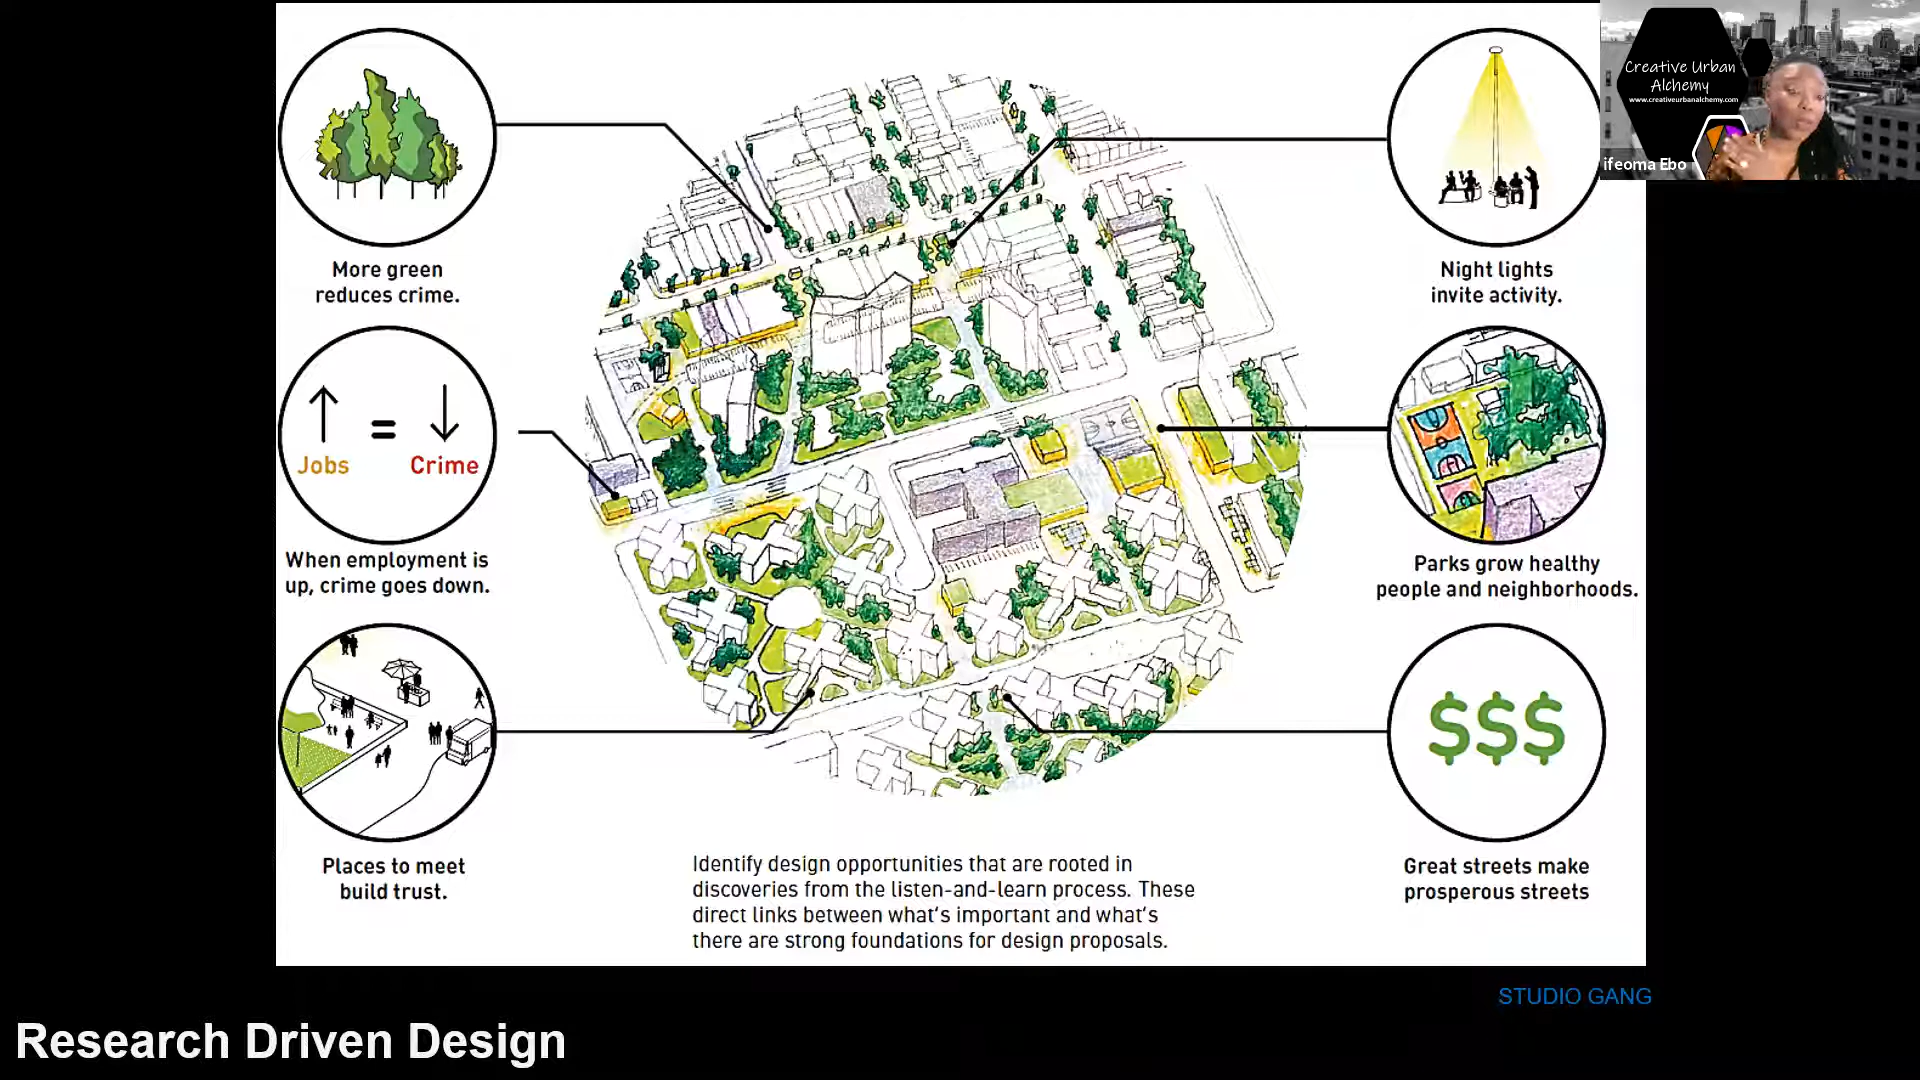 More green
reduces crime.
Jobs = Crime
When employment is
up, crime goes down.
Places to meet
build trust.
Identify design opportunities that are rooted in
discoveries from the listen-and-learn process. These
direct links between what's important and what's
there are strong foundations for design proposals.
Night lights
invite activity.
Parks grow healthy
people and neighborhoods.
$$$
Great streets make
prosperous streets
Creative Urban
Alchemy
www.creativeurbanalchemy.com
ifeoma Ebo
STUDIO GANG
Research Driven Design